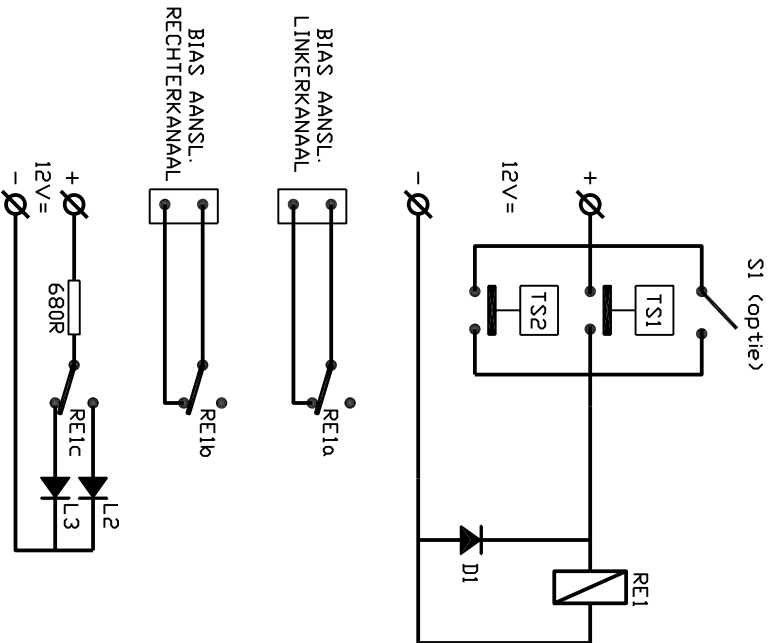 S1 (optie)
TS1
TS2
+
12V=
-
RE1
D1
BIAS AANSL.
LINKERKANAAL
RE1a
BIAS AANSL.
RECHTERKANAAL
RE1b
+
12V=
-
680R
RE1c
L2
L3